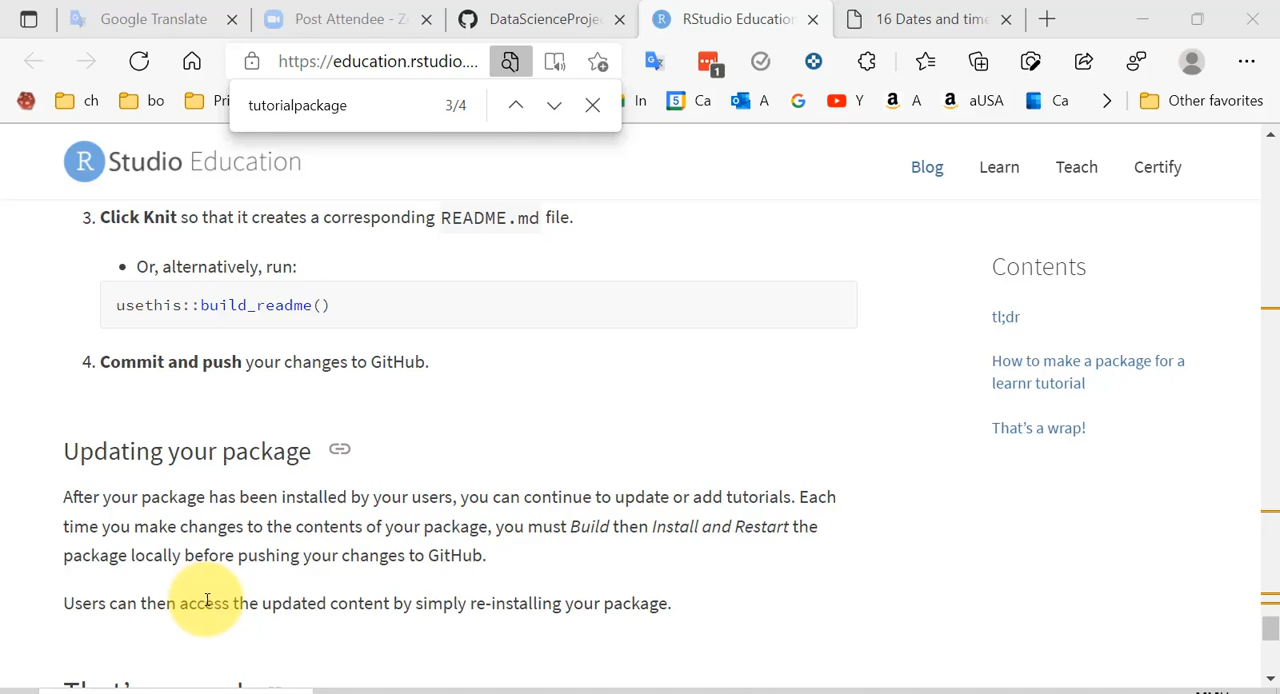 Google Translate
Post Attendee - Z
DataScienceProje
RStudio Education
16 Dates and time
https://education.rstudio....
1
ch
bo
Pri
In
5 Ca
A
G
Y
a A
a aUSA
Ca
Other favorites
tutorialpackage 3/4
R Studio Education
Blog Learn Teach Certify
3. Click Knit so that it creates a corresponding README.md file.
Or, alternatively, run:
usethis::build_readme()
4. Commit and push your changes to GitHub.
Contents
tl;dr
How to make a package for a
learnr tutorial
That's a wrap!
Updating your package
After your package has been installed by your users, you can continue to update or add tutorials. Each
time you make changes to the contents of your package, you must Build then Install and Restart the
package locally before pushing your changes to GitHub.
Users can then access the updated content by simply re-installing your package.